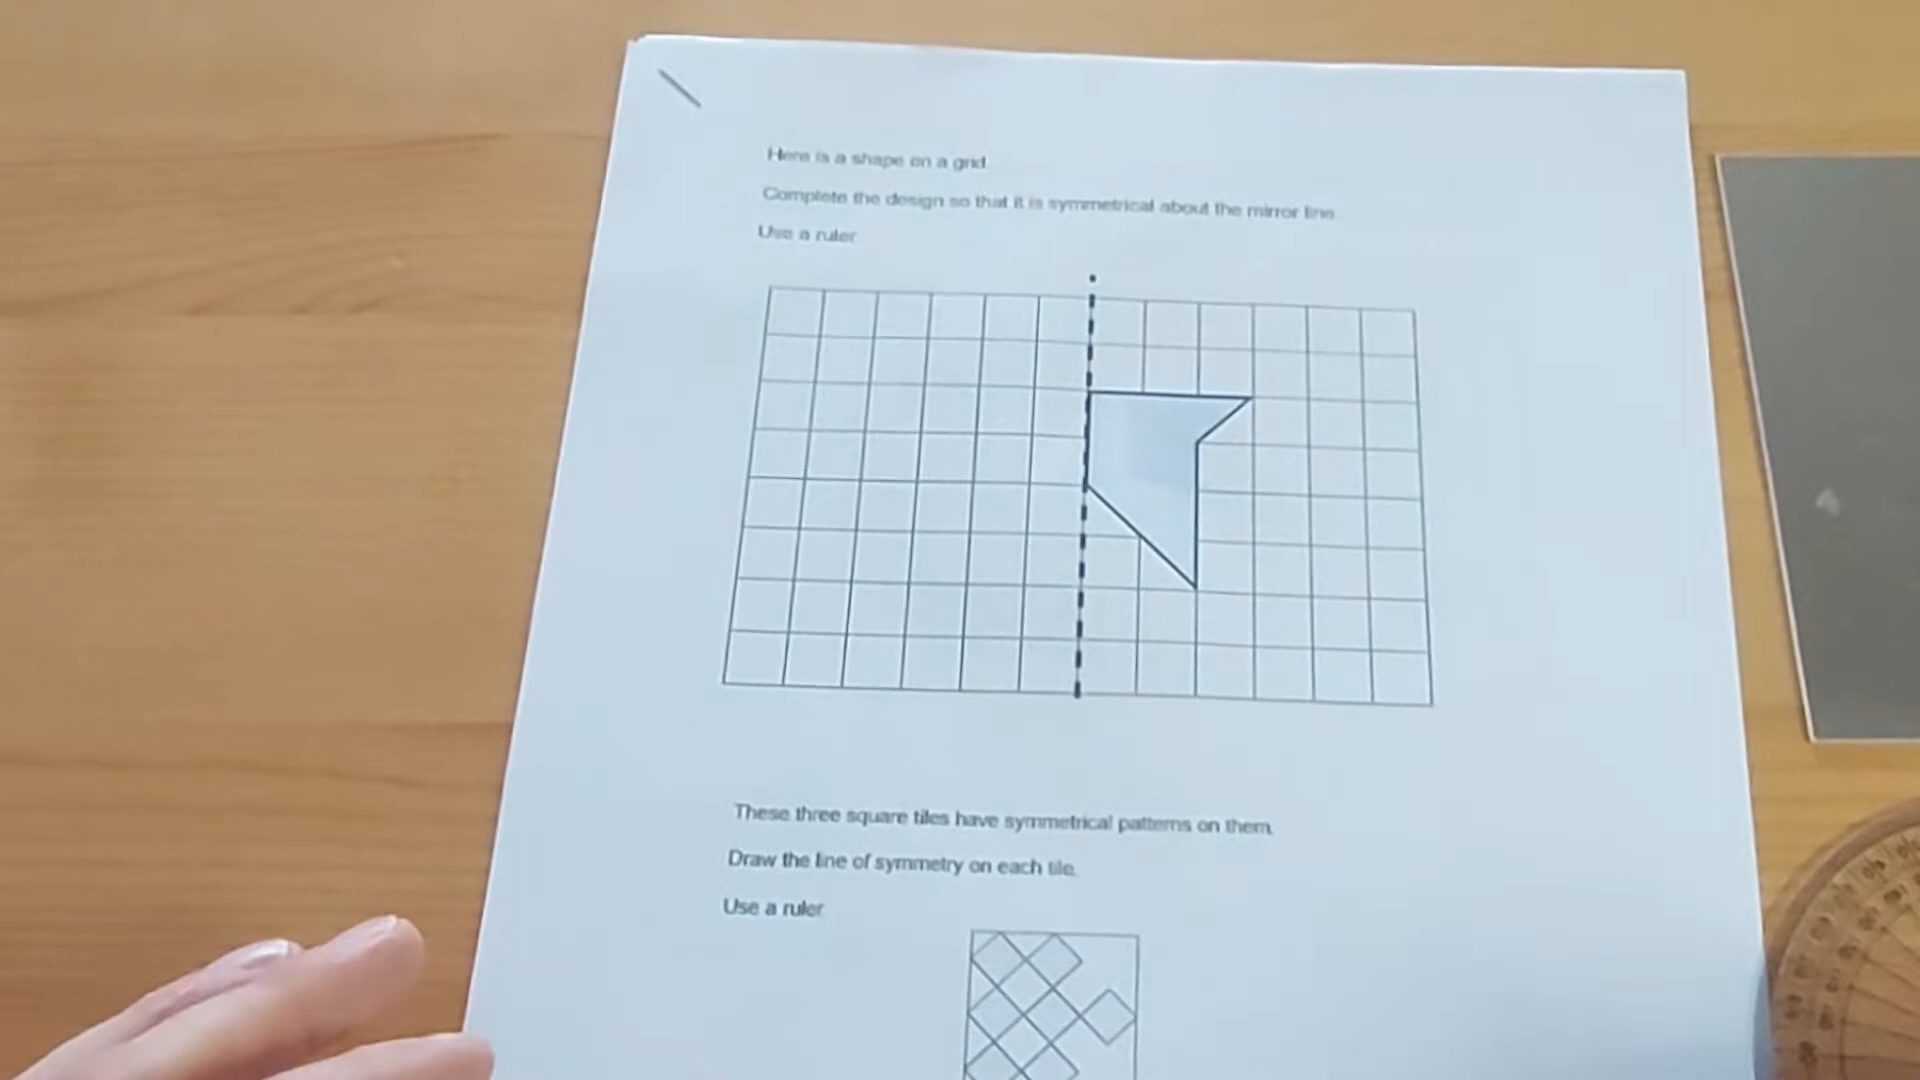 Here is a shape on a grid
Complete the design so that it is symmetrical about the mirror line
Use a ruler
These three square tiles have symmetrical patterns on them.
Draw the line of symmetry on each tile.
Use a ruler